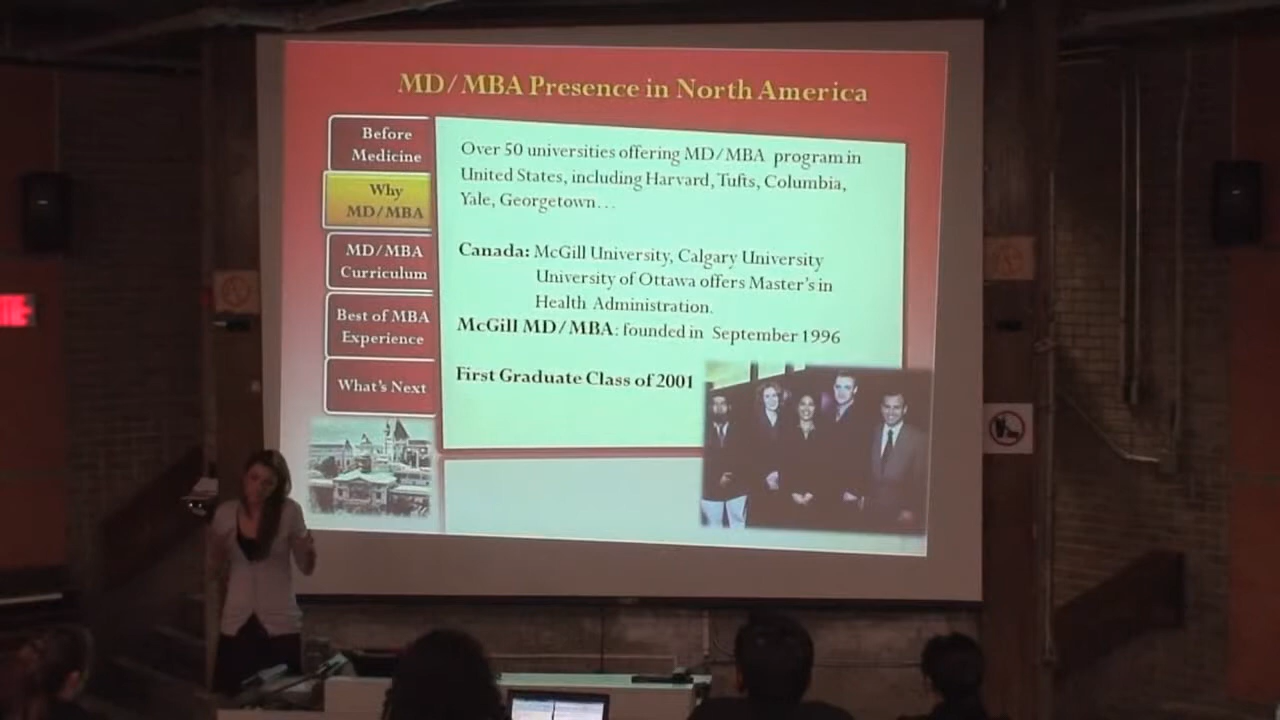 MD/MBA Presence in North America
Before
Medicine
Why
MD/MBA
MD/MBA
Curriculum
Best of MBA
Experience
What's Next
Over 50 universities offering MD/MBA program in
United States, including Harvard, Tufts, Columbia,
Yale, Georgetown…
Canada: McGill University, Calgary University
University of Ottawa offers Master's in
Health Administration.
McGill MD/MBA: founded in September 1996
First Graduate Class of 2001